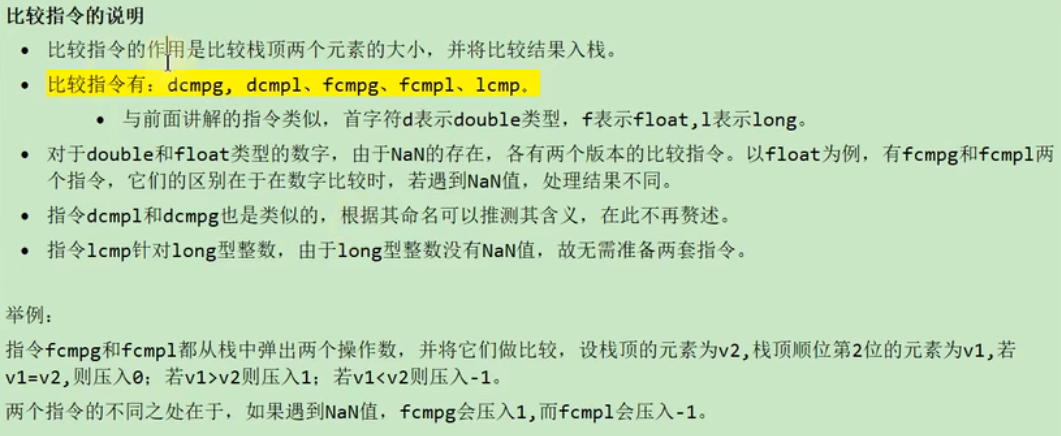 比较指令的说明
• 比较指令的作用是比较栈顶两个元素的大小，并将比较结果入栈。
• 比较指令有: dcmpg, dcmpl、fcmpg、fcmpl、lcmp。
• 与前面讲解的指令类似，首字符d表示double类型，f表示float,l表示long。
• 对于double和float类型的数字，由于NaN的存在，各有两个版本的比较指令。以float为例，有fcmpg和fcmpl两
个指令，它们的区别在于在数字比较时，若遇到NaN值，处理结果不同。
• 指令dcmpl和dcmpg也是类似的，根据其命名可以推测其含义，在此不再赘述。
• 指令lcmp针对long型整数，由于long型整数没有NaN值，故无需准备两套指令。
举例:
指令fcmpg和fcmpl都从栈中弹出两个操作数，并将它们做比较，设栈顶的元素为v2,栈顶顺位第2位的元素为v1,若
v1=v2,则压入0；若v1>v2则压入1；若v1<v2则压入-1。
两个指令的不同之处在于，如果遇到NaN值，fcmpg会压入1,而fcmpl会压入-1。